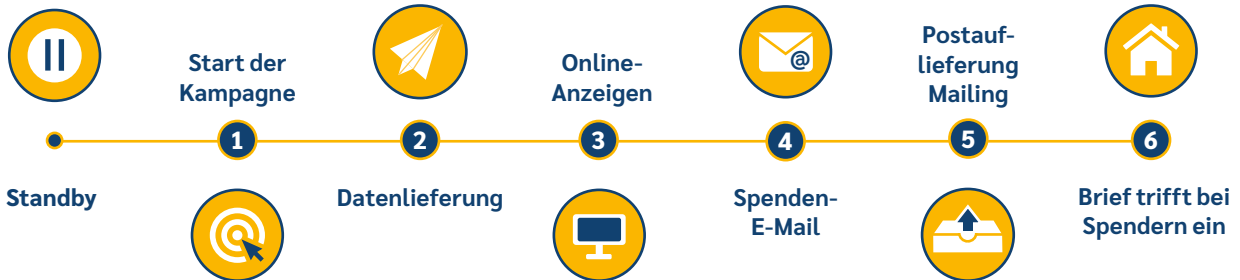 Standby
Start der
Kampagne
1
2
Datenlieferung
Online-
Anzeigen
3
@
4
Spenden-
E-Mail
Postauf-
lieferung
Mailing
5
6
Brief trifft bei
Spendern ein